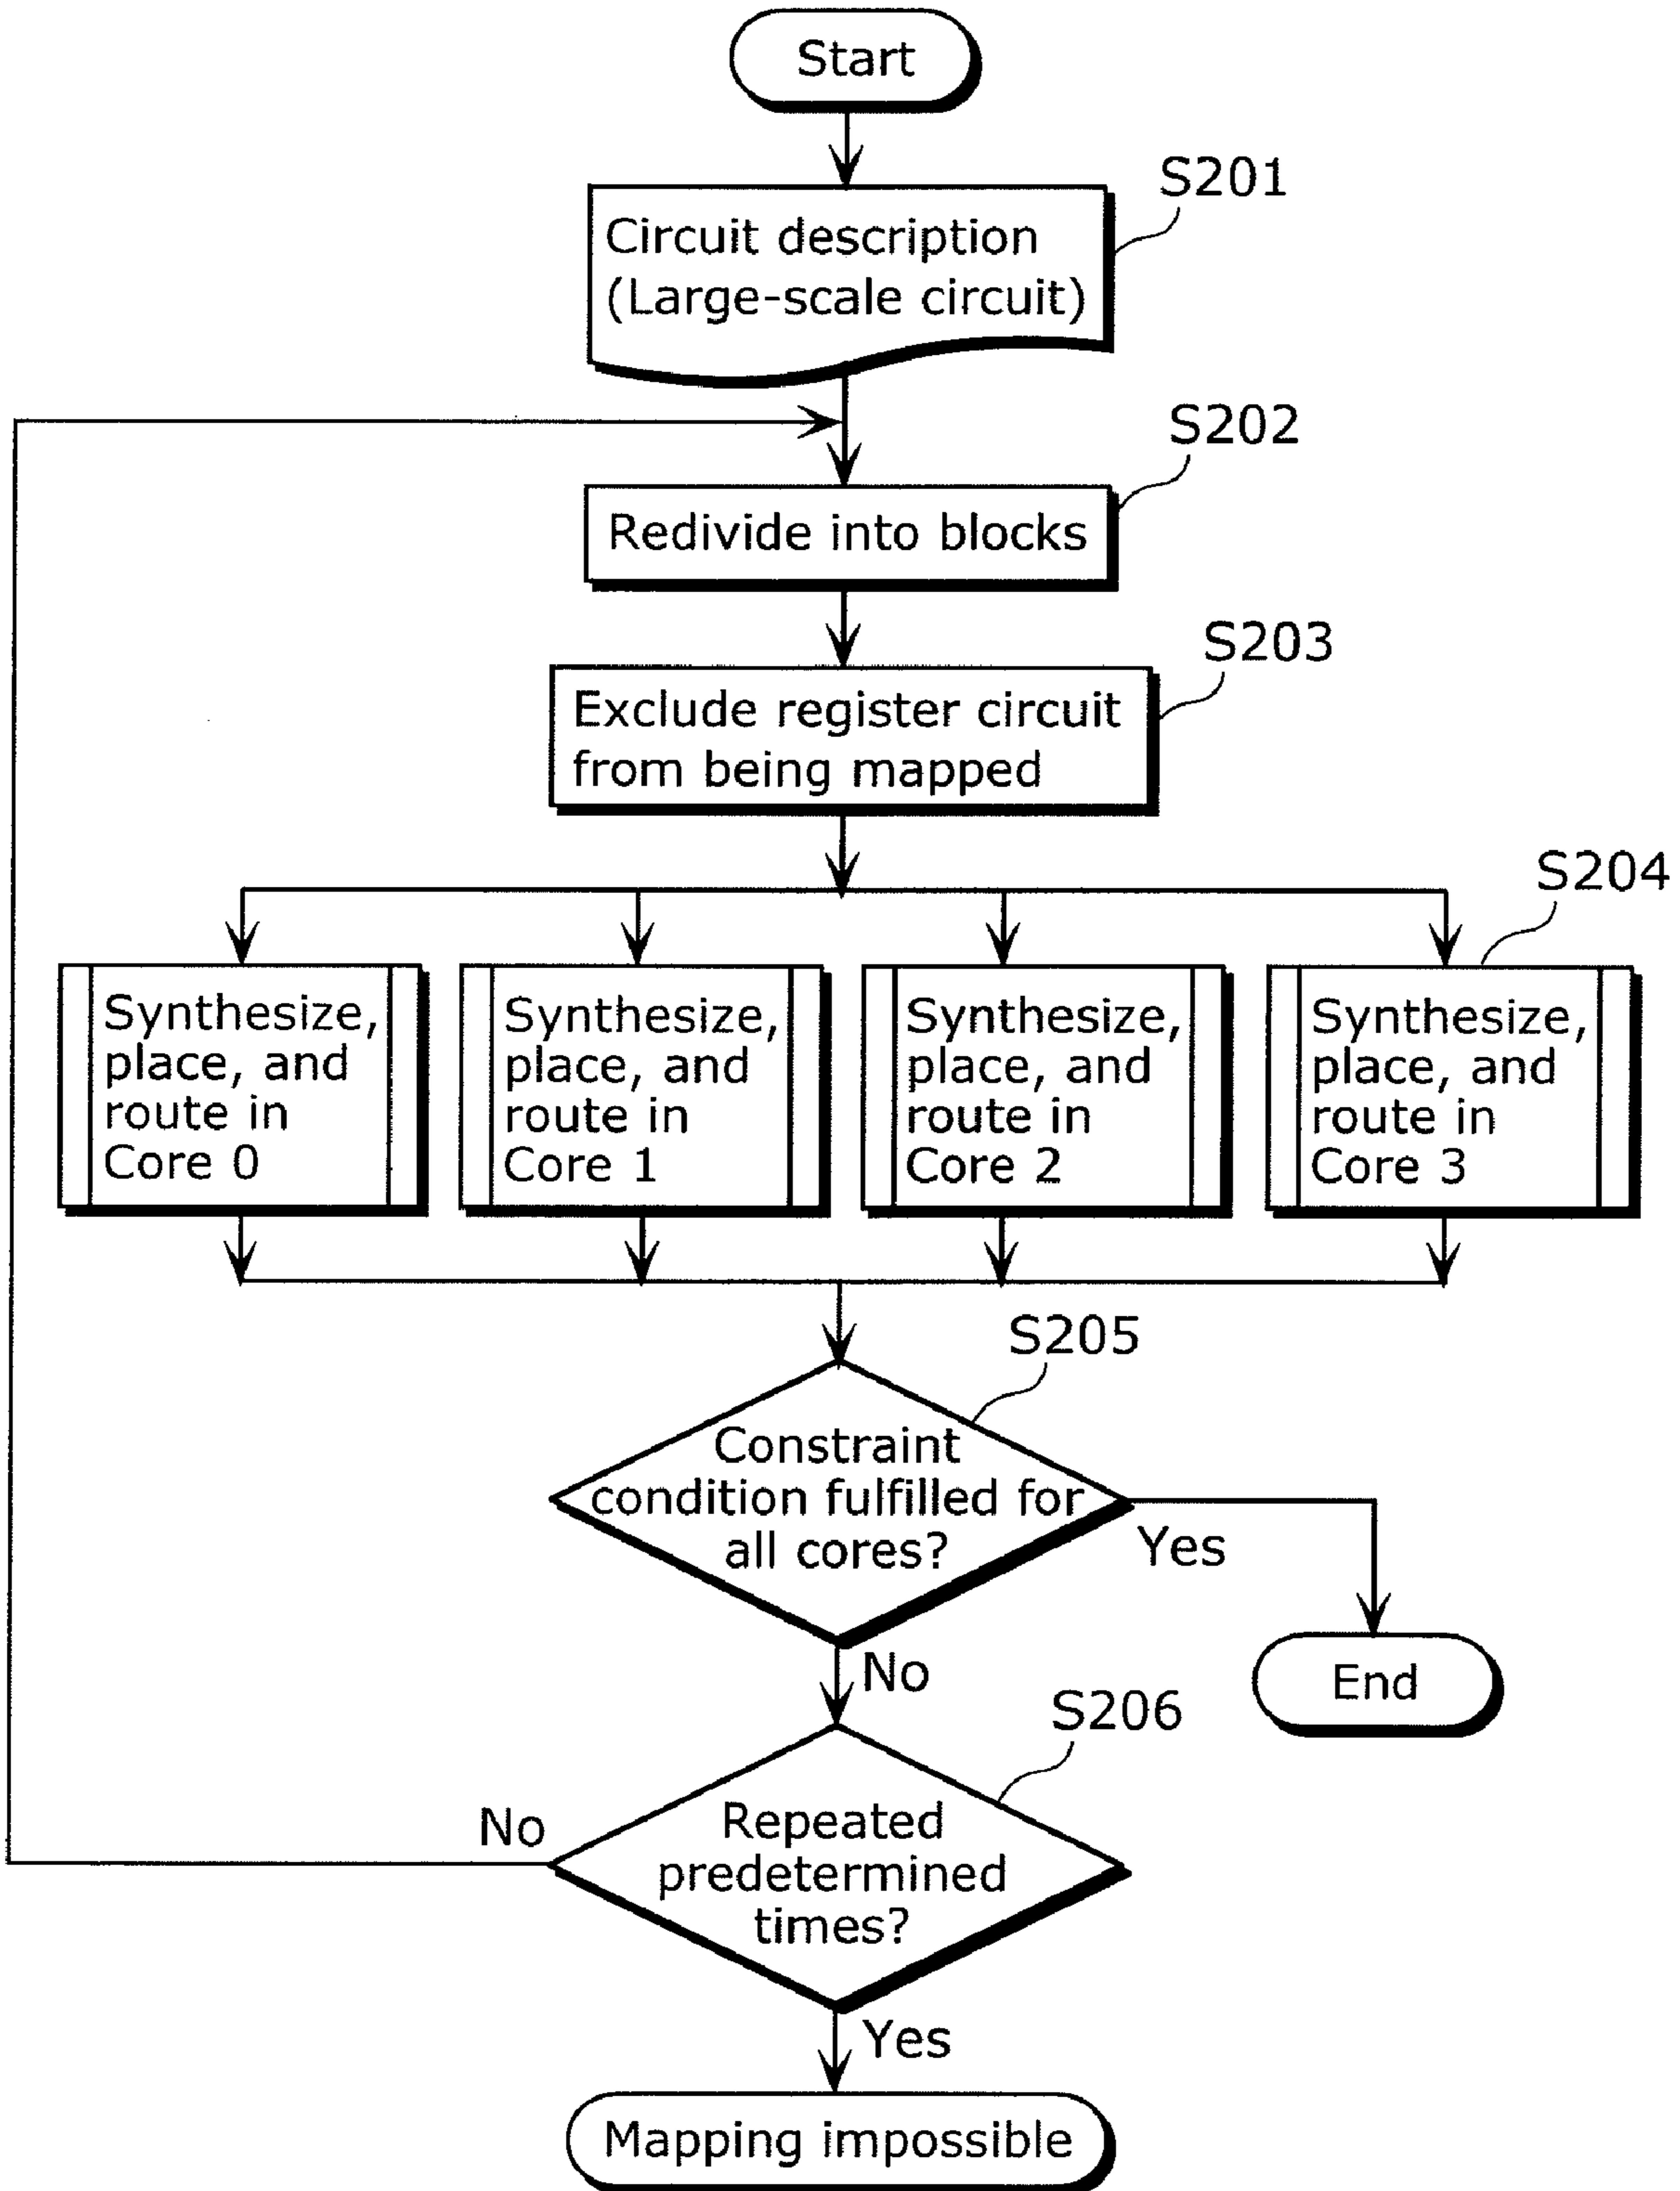 Start
S201
Circuit description
(Large-scale circuit)
S202
Redivide into blocks
S203
Exclude register circuit
from being mapped
S204
Synthesize,
place, and
route in
Core 0
Synthesize,
place, and
route in
Core 1
Synthesize,
place, and
route in
Core 2
Synthesize,
place, and
route in
Core 3
S205
Constraint
condition fulfilled for
all cores?
Yes
No
End
S206
No
Repeated
predetermined
times?
Yes
Mapping impossible